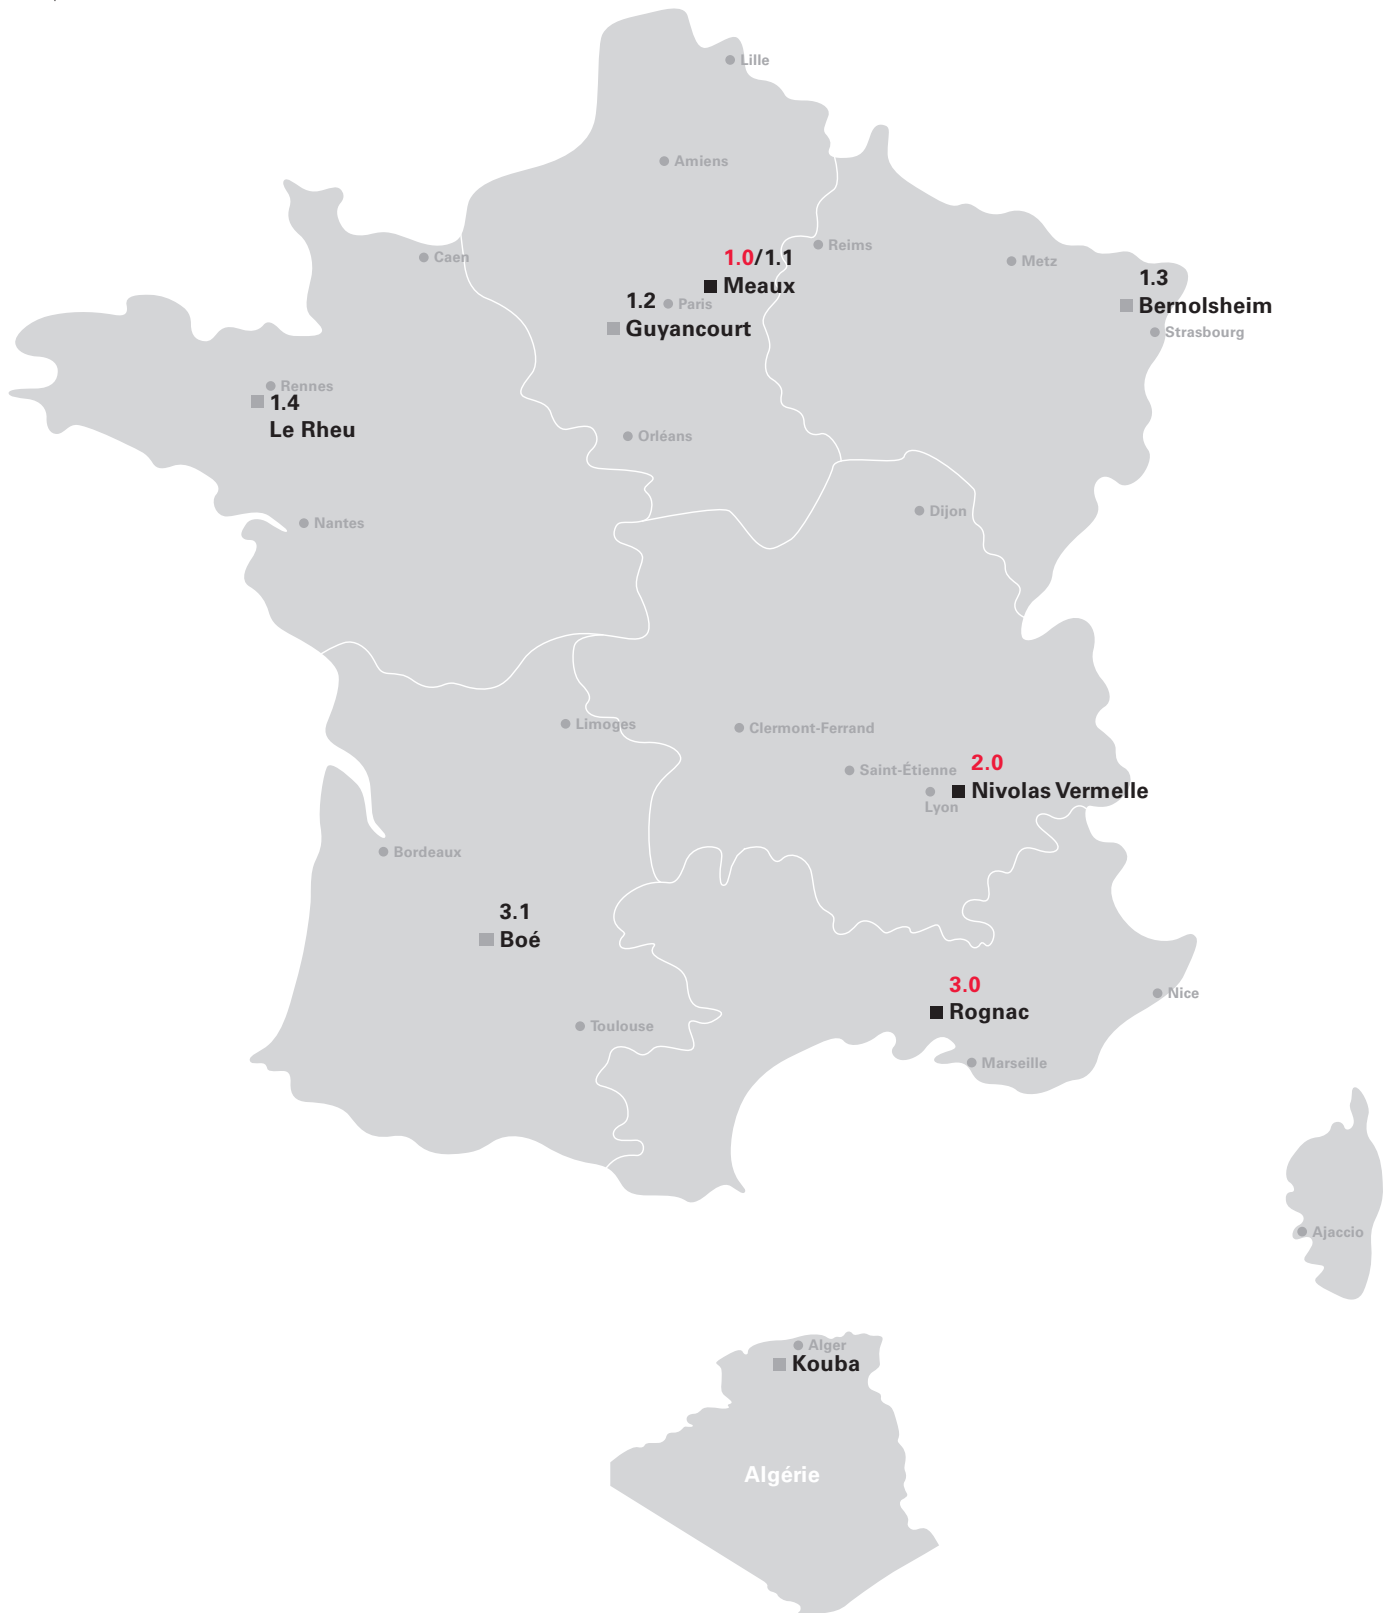 Lille
Amiens
Reims
Caen
1.0/1.1
Meaux
Metz
1.3
Bernolsheim
1.2
Paris
Guyancourt
Strasbourg
Rennes
1.4
Le Rheu
Orléans
Nantes
Dijon
Limoges
Clermont-Ferrand
2.0
Saint-Étienne
Nivolas Vermelle
Lyon
Bordeaux
3.1
Boé
3.0
Nice
Rognac
Toulouse
Marseille
Ajaccio
Alger
Kouba
Algérie